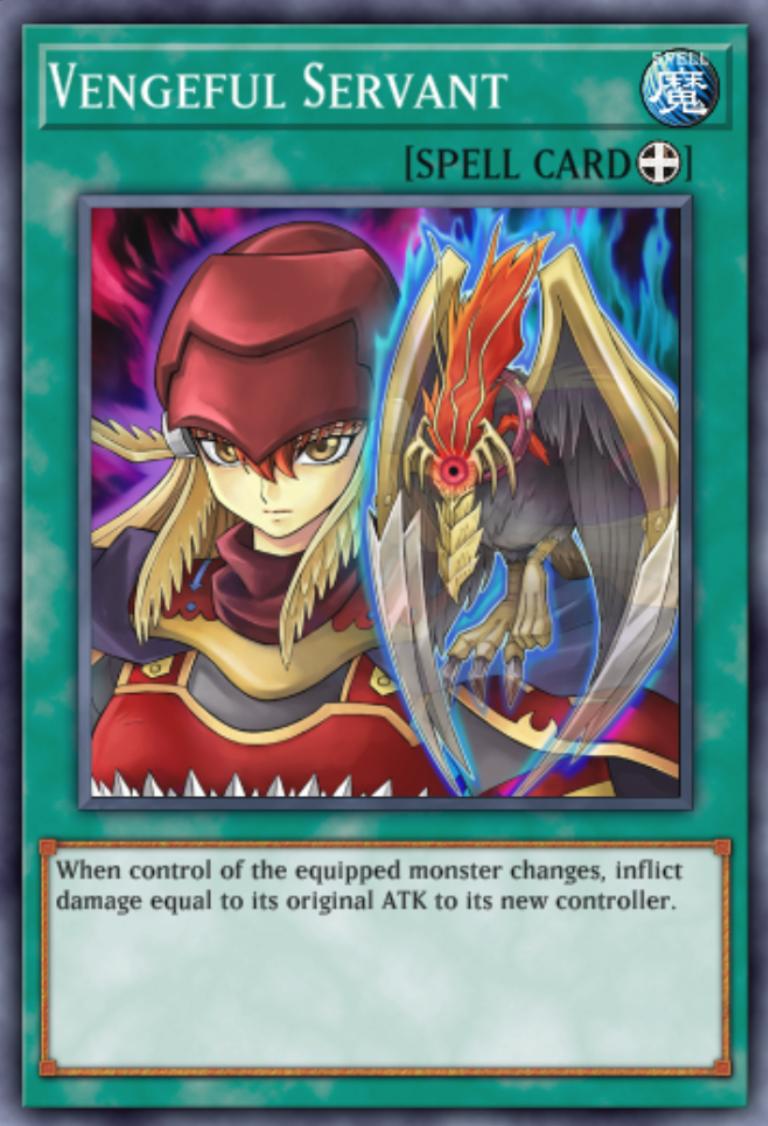 Vengeful Servant
SPELL
魔
[SPELL CARD]
When control of the equipped monster changes, inflict
damage equal to its original ATK to its new controller.